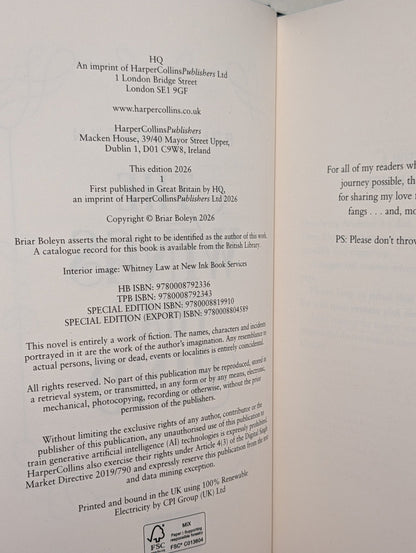 HQ
An imprint of HarperCollinsPublishers Ltd
1 London Bridge Street
London SE1 9GF
www.harpercollins.co.uk
HarperCollinsPublishers
Macken House, 39/40 Mayor Street Upper,
Dublin 1, D01 C9W8, Ireland
This edition 2026
1
First published in Great Britain by HQ,
an imprint of HarperCollinsPublishers Ltd 2026
Copyright © Briar Boleyn 2026
Briar Boleyn asserts the moral right to be identified as the author of this work.
A catalogue record for this book is available from the British Library.
Interior image: Whitney Law at New Ink Book Services
HB ISBN: 9780008792336
TPB ISBN: 9780008792343
SPECIAL EDITION ISBN: 9780008819910
SPECIAL EDITION (EXPORT) ISBN: 9780008804589
This novel is entirely a work of fiction. The names, characters and incidents
portrayed in it are the work of the author's imagination. Any resemblance to
actual persons, living or dead, events or localities is entirely coincidental.
All rights reserved. No part of this publication may be reproduced, stored in
a retrieval system, or transmitted, in any form or by any means, electronic,
mechanical, photocopying, recording or otherwise, without the prior
permission of the publishers.
Without limiting the exclusive rights of any author, contributor or the
publisher of this publication, any unauthorised use of this publication to
train generative artificial intelligence (AI) technologies is expressly prohibited.
HarperCollins also exercise their rights under Article 4(3) of the Digital Single
Market Directive 2019/790 and expressly reserve this publication from the text
and data mining exception.
Printed and bound in the UK using 100% Renewable
Electricity by CPI Group (UK) Ltd
FSC
MIX
Paper | Supporting
responsible forestry
FSC® C013604
For all of my readers w
journey possible, th
for sharing my love
fangs . . . and, mo
PS: Please don't throw